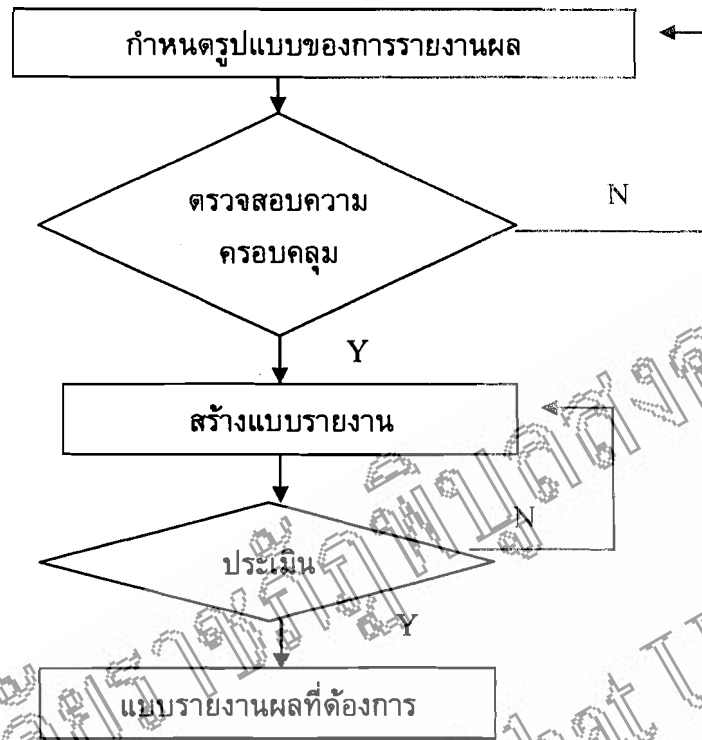 กำหนดรูปแบบของการรายงานผล
ตรวจสอบความ
ครอบคลุม
N
Y
สร้างแบบรายงาน
N
ประเมิน
Y
แบบรายงานผลที่ต้องการ